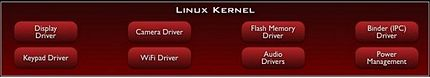 LINUX KERNEL
Display
Driver
Camera Driver
Flash Memory
Driver
Binder (IPC)
Driver
Keypad Driver
WiFi Driver
Audio
Drivers
Power
Management